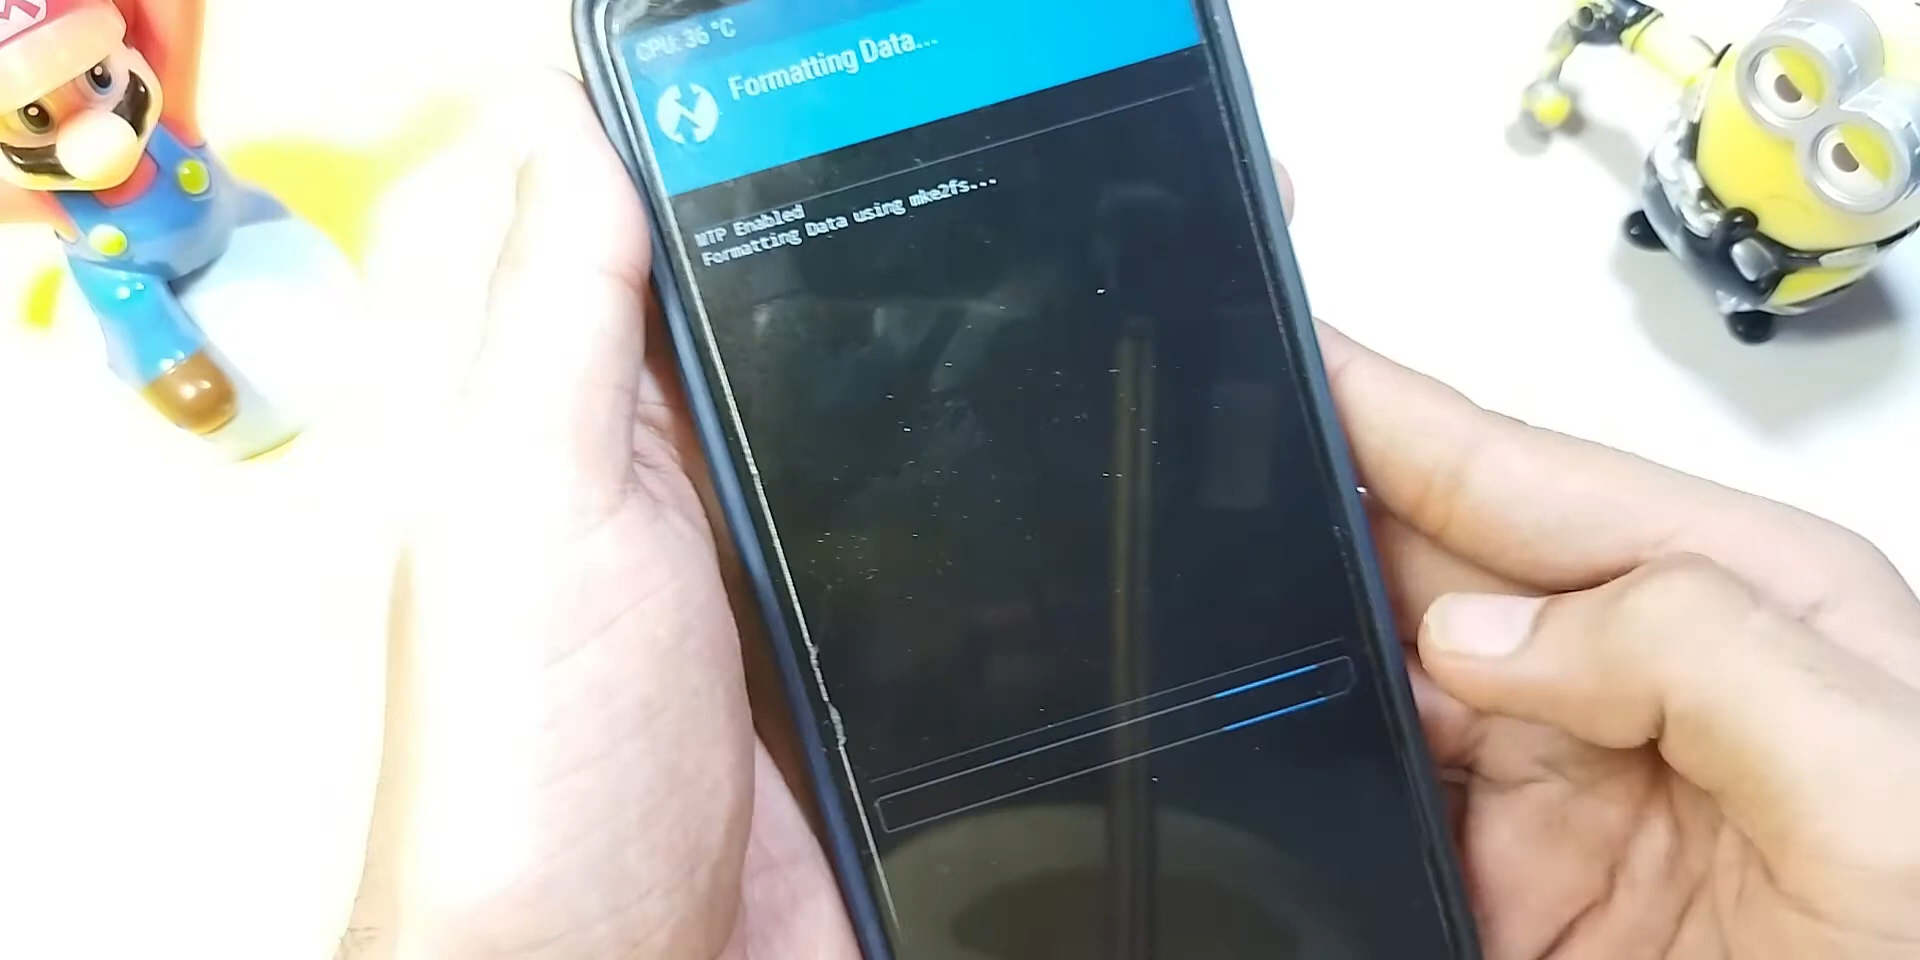 CPU: 36 °C
Formatting Data...
MTP Enabled
Formatting Data using mke2fs...